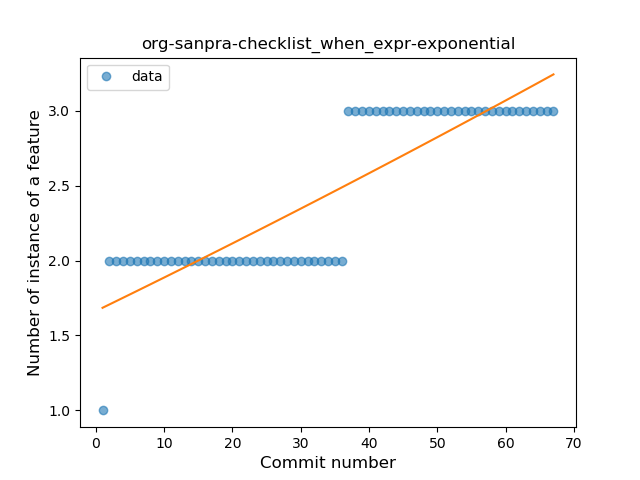 org-sanpra-checklist_when_expr-exponential
data
Number of instance of a feature
3.0
2.5
2.0
1.5
1.0
0 10 20 30 40 50 60 70
Commit number